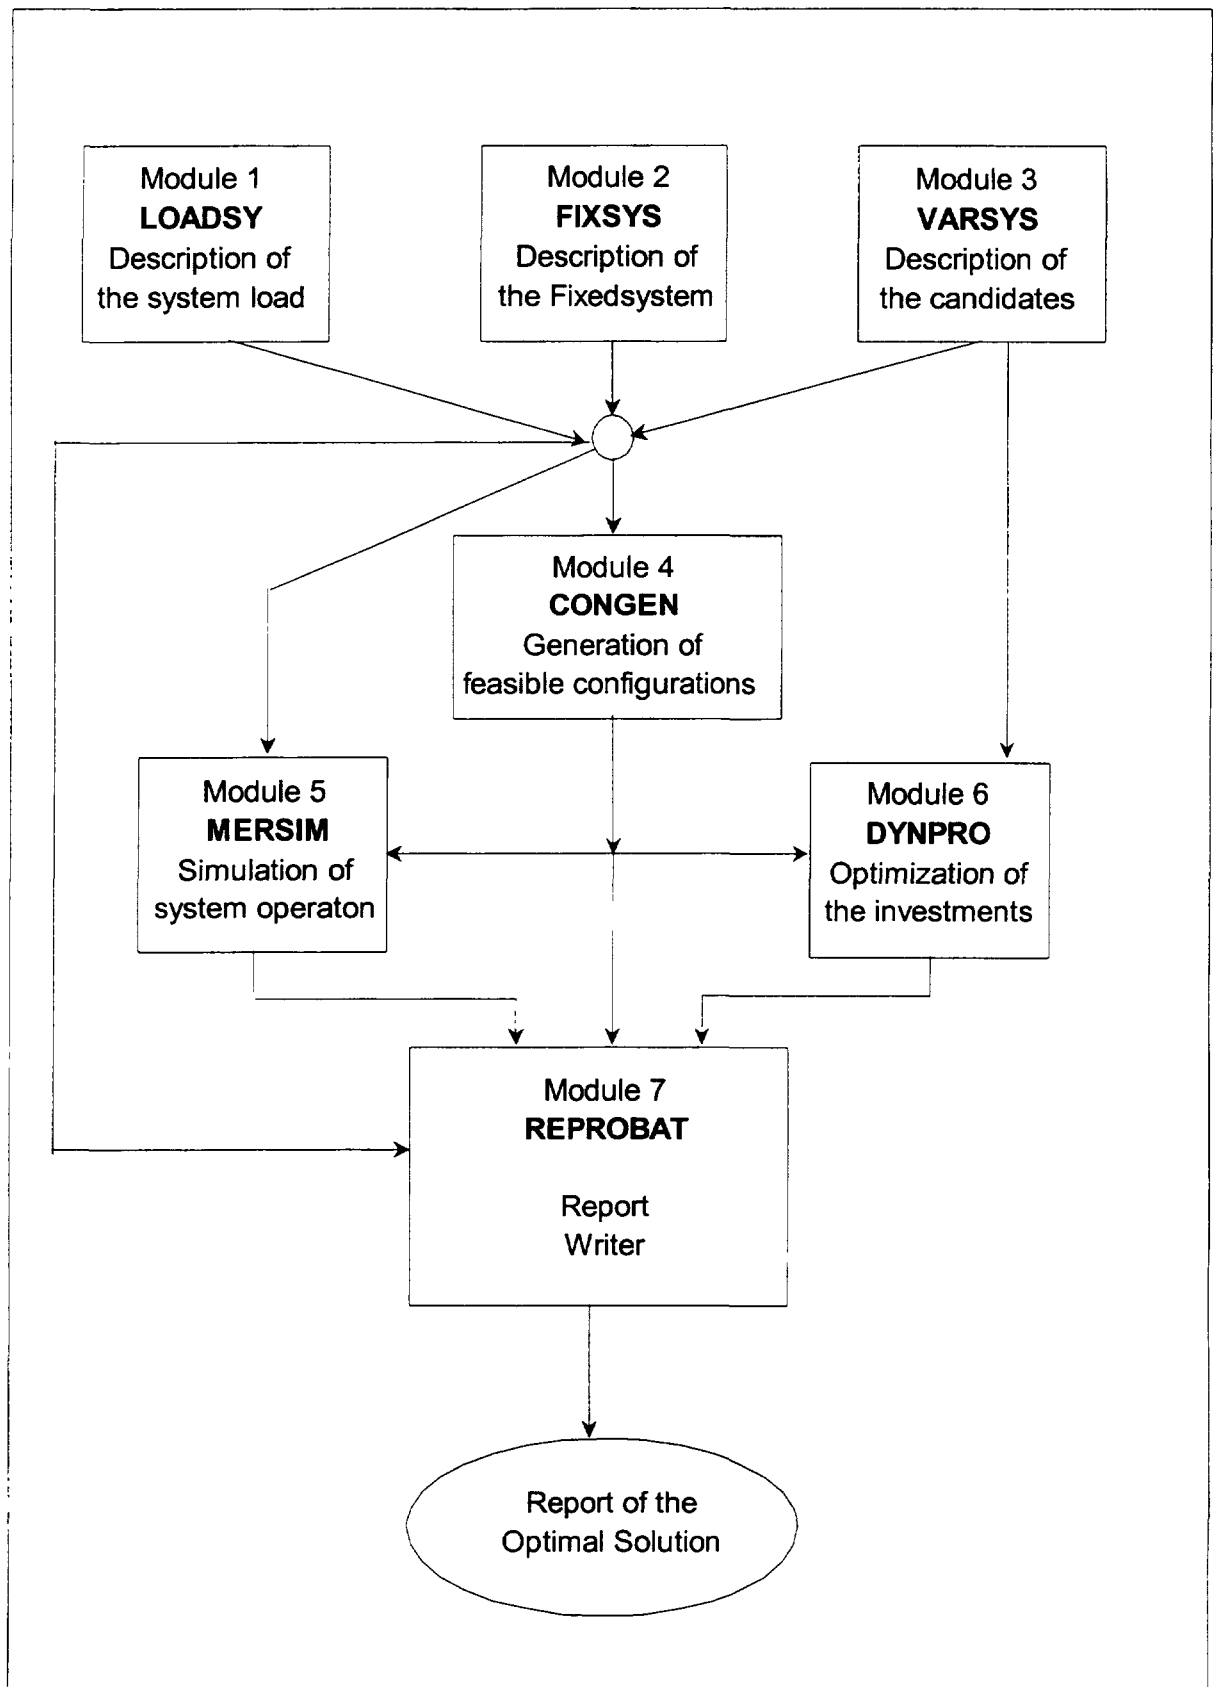 Module 1
LOADSY
Description of
the system load
Module 2
FIXSYS
Description of
the Fixedsystem
Module 3
VARSYS
Description of
the candidates
Module 4
CONGEN
Generation of
feasible configurations
Module 5
MERSIM
Simulation of
system operaton
Module 6
DYNPRO
Optimization of
the investments
Module 7
REPROBAT
Report
Writer
Report of the
Optimal Solution